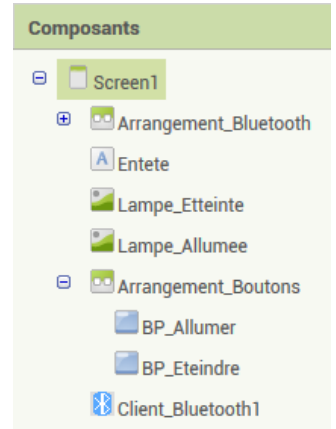 Composants
Screen1
Arrangement_Bluetooth
A Entete
Lampe_Etteinte
Lampe_Allumee
Arrangement_Boutons
BP_Allumer
BP_Eteindre
Client_Bluetooth1